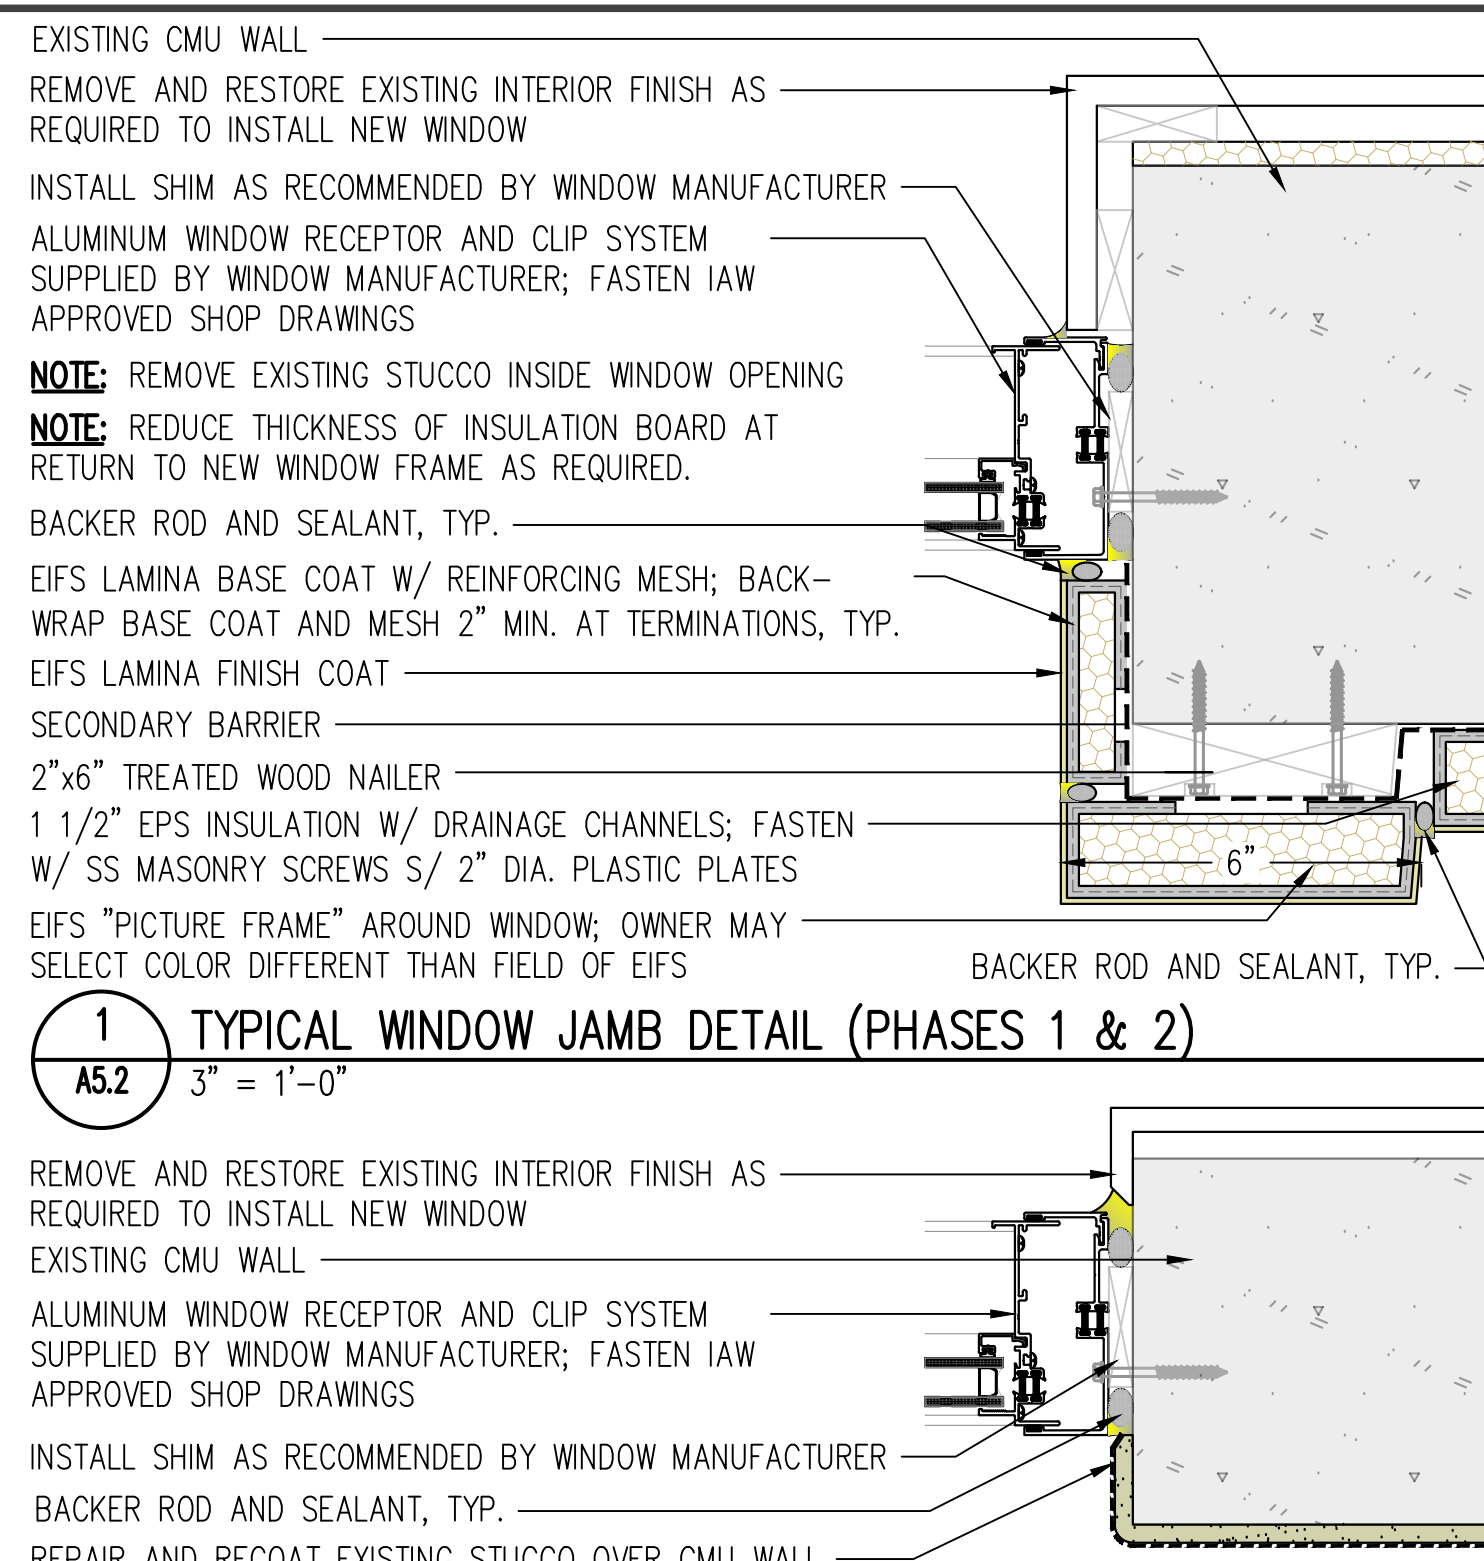 EXISTING CMU WALL
REMOVE AND RESTORE EXISTING INTERIOR FINISH AS
REQUIRED TO INSTALL NEW WINDOW
INSTALL SHIM AS RECOMMENDED BY WINDOW MANUFACTURER
ALUMINUM WINDOW RECEPTOR AND CLIP SYSTEM
SUPPLIED BY WINDOW MANUFACTURER; FASTEN IAW
APPROVED SHOP DRAWINGS
NOTE: REMOVE EXISTING STUCCO INSIDE WINDOW OPENING
NOTE: REDUCE THICKNESS OF INSULATION BOARD AT
RETURN TO NEW WINDOW FRAME AS REQUIRED.
BACKER ROD AND SEALANT, TYP.
EIFS LAMINA BASE COAT W/ REINFORCING MESH; BACK-
WRAP BASE COAT AND MESH 2" MIN. AT TERMINATIONS, TYP.
EIFS LAMINA FINISH COAT
SECONDARY BARRIER
2"x6" TREATED WOOD NAILER
1 1/2" EPS INSULATION W/ DRAINAGE CHANNELS; FASTEN
W/ SS MASONRY SCREWS S/ 2" DIA. PLASTIC PLATES
6"
EIFS "PICTURE FRAME" AROUND WINDOW; OWNER MAY
SELECT COLOR DIFFERENT THAN FIELD OF EIFS
BACKER ROD AND SEALANT, TYP.
1
A5.2
TYPICAL WINDOW JAMB DETAIL (PHASES 1 & 2)
3" = 1'-0"
REMOVE AND RESTORE EXISTING INTERIOR FINISH AS
REQUIRED TO INSTALL NEW WINDOW
EXISTING CMU WALL
ALUMINUM WINDOW RECEPTOR AND CLIP SYSTEM
SUPPLIED BY WINDOW MANUFACTURER; FASTEN IAW
APPROVED SHOP DRAWINGS
INSTALL SHIM AS RECOMMENDED BY WINDOW MANUFACTURER
BACKER ROD AND SEALANT, TYP.
REPAIR AND RECOAT EXISTING STUCCO OVER CMU WALL